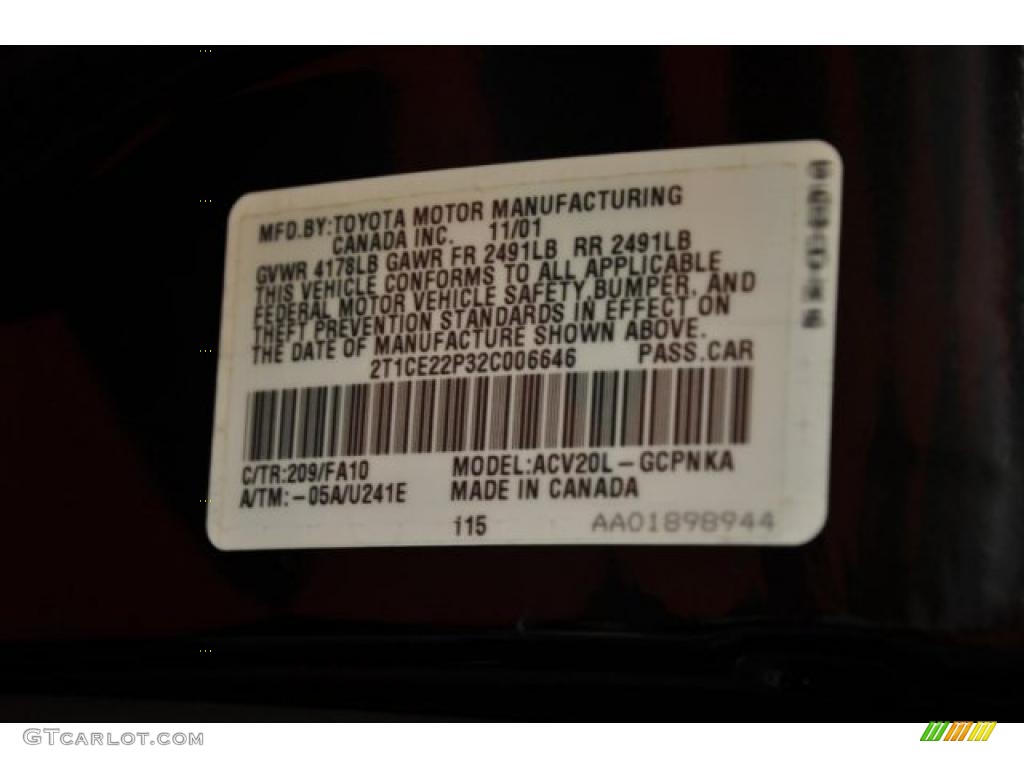 MFD.BY:TOYOTA MOTOR MANUFACTURING
CANADA INC. 11/01
GVWR 4178LB GAWR FR 2491LB RR 2491LB
THIS VEHICLE CONFORMS TO ALL APPLICABLE
FEDERAL MOTOR VEHICLE SAFETY,BUMPER, AND
THEFT PREVENTION STANDARDS IN EFFECT ON
THE DATE OF MANUFACTURE SHOWN ABOVE.
2T1CE22P32C006646 PASS.CAR
C/TR:209/FA10 MODEL:ACV20L-GCPNKA
A/TM:-05A/U241E MADE IN CANADA
i15 AA01898944
GTCARLOT.COM